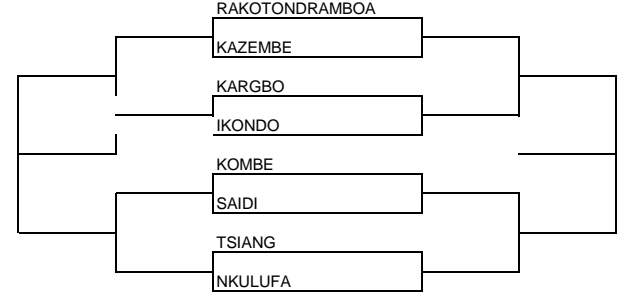 RAKOTONDRAMBOA
KAZEMBE
KARGBO
IKONDO
KOMBE
SAIDI
TSIANG
NKULUFA